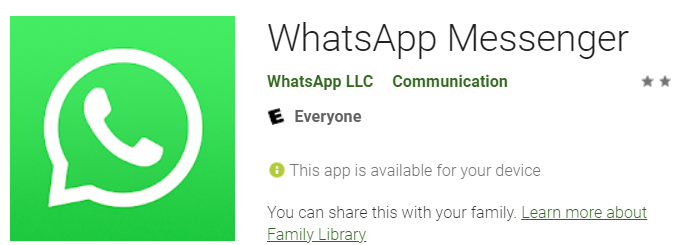 WhatsApp Messenger
WhatsApp LLC Communication
E Everyone
This app is available for your device
You can share this with your family. Learn more about
Family Library